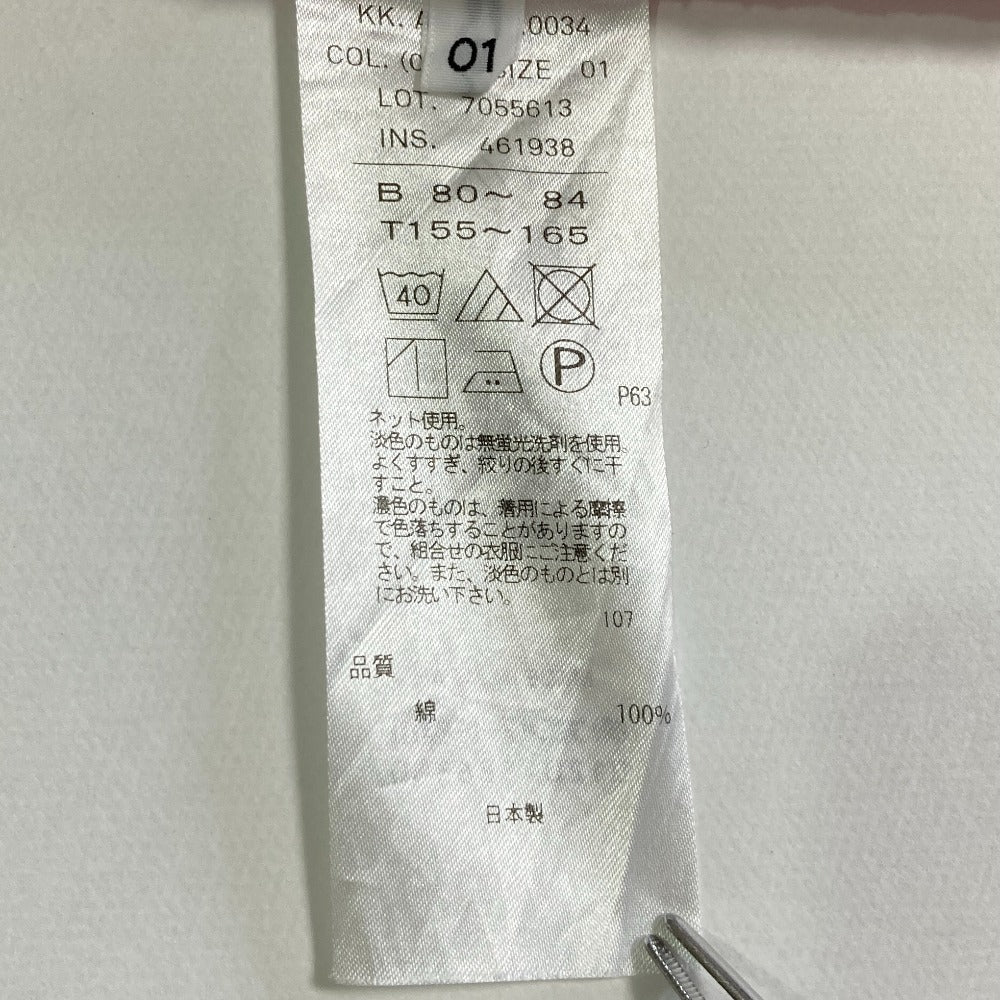 KK. .0034
01
COL. SIZE 01
LOT. 7055613
INS. 461938
B 80～ 84
T155～165
40
P
P63
ネット使用。
淡色のものは無蛍光洗剤を使用。
よくすすぎ、絞りの後すぐに干
すこと。
濃色のものは、着用による摩擦
で色落ちすることがありますの
で、組合せの衣服にご注意くだ
さい。また、淡色のものとは別
にお洗い下さい。
107
品質
綿 100%
日本製